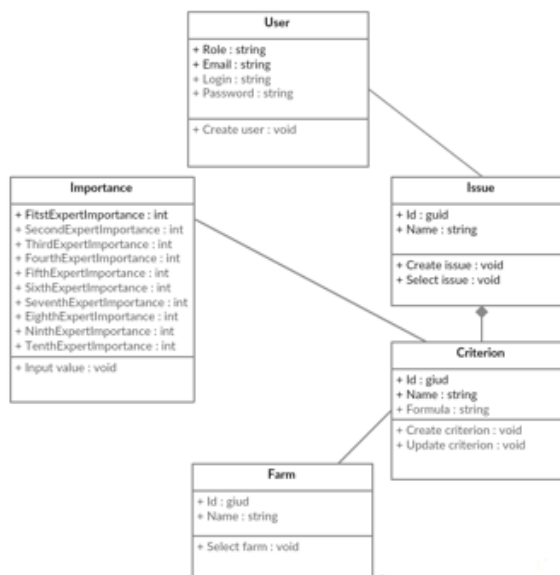 User
+ Role : string
+ Email : string
+ Login : string
+ Password : string
+ Create user : void
Importance
+ FitstExpertImportance : int
+ SecondExpertImportance : int
+ ThirdExpertImportance : int
+ FourthExpertImportance : int
+ FifthExpertImportance : int
+ SixthExpertImportance : int
+ SeventhExpertImportance : int
+ EighthExpertImportance : int
+ NinthExpertImportance : int
+ TenthExpertImportance : int
+ Input value : void
Issue
+ Id : guid
+ Name : string
+ Create issue : void
+ Select issue : void
Criterion
+ Id : giud
+ Name : string
+ Formula : string
+ Create criterion : void
+ Update criterion : void
Farm
+ Id : giud
+ Name : string
+ Select farm : void